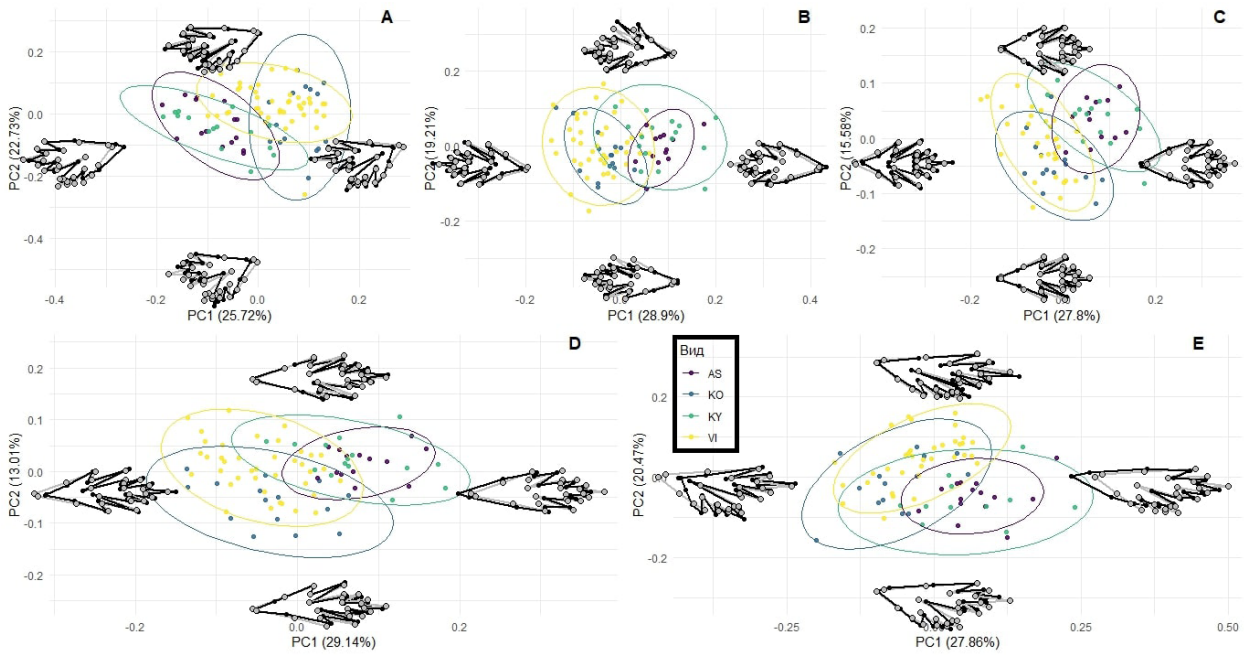 A
0.2
0.0
-0.2
-0.4
PC2 (22.73%)
-0.4
-0.2
0.0
0.2
PC1 (25.72%)
B
0.2
0.0
-0.2
PC2 (19.21%)
-0.2
0.0
0.2
0.4
PC1 (28.9%)
C
0.2
0.1
0.0
-0.1
-0.2
PC2 (15.58%)
-0.2
0.0
0.2
PC1 (27.8%)
D
0.2
0.1
0.0
-0.1
-0.2
PC2 (13.01%)
-0.2
0.0
0.2
PC1 (29.14%)
Вид
AS
KO
KY
VI
E
0.2
0.0
-0.2
PC2 (20.47%)
-0.25
0.25
0.50
PC1 (27.86%)